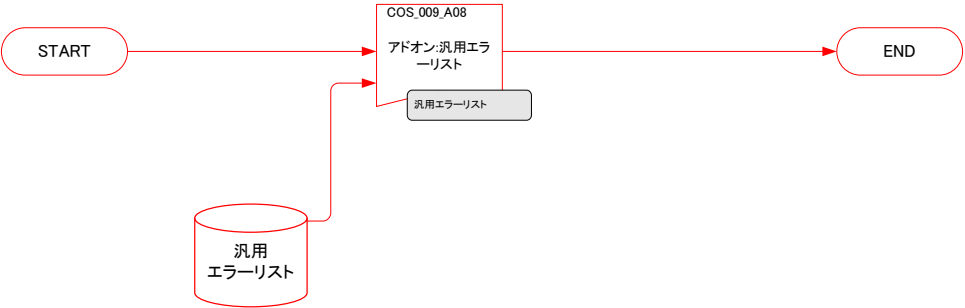 COS_009_A08
START
アドオン:汎用エラ
ーリスト
END
汎用エラーリスト
汎用
エラーリスト